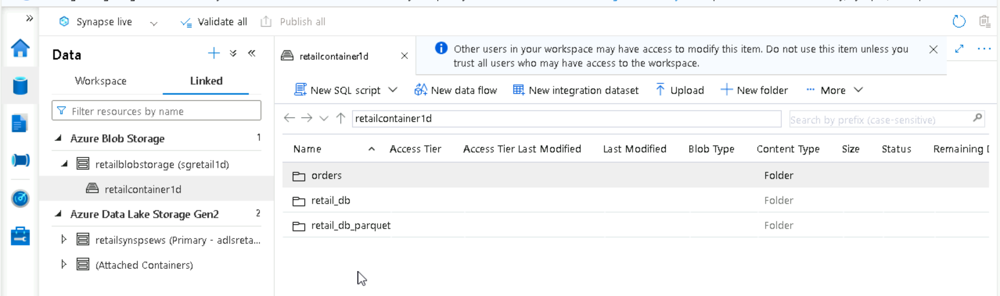 Synapse live
Validate all
Publish all
Data
Workspace
Linked
Filter resources by name
Azure Blob Storage 1
retailblobstorage (sgretail1d)
retailcontainer1d
Azure Data Lake Storage Gen2 2
retailsynpsews (Primary - adlsreta...
(Attached Containers)
retailcontainer1d
Other users in your workspace may have access to modify this item. Do not use this item unless you
trust all users who may have access to the workspace.
New SQL script
New data flow
New integration dataset
Upload
New folder
More
retailcontainer1d
Search by prefix (case-sensitive)
Name Access Tier Access Tier Last Modified Last Modified Blob Type Content Type Size Status Remaining
orders Folder
retail_db Folder
retail_db_parquet Folder